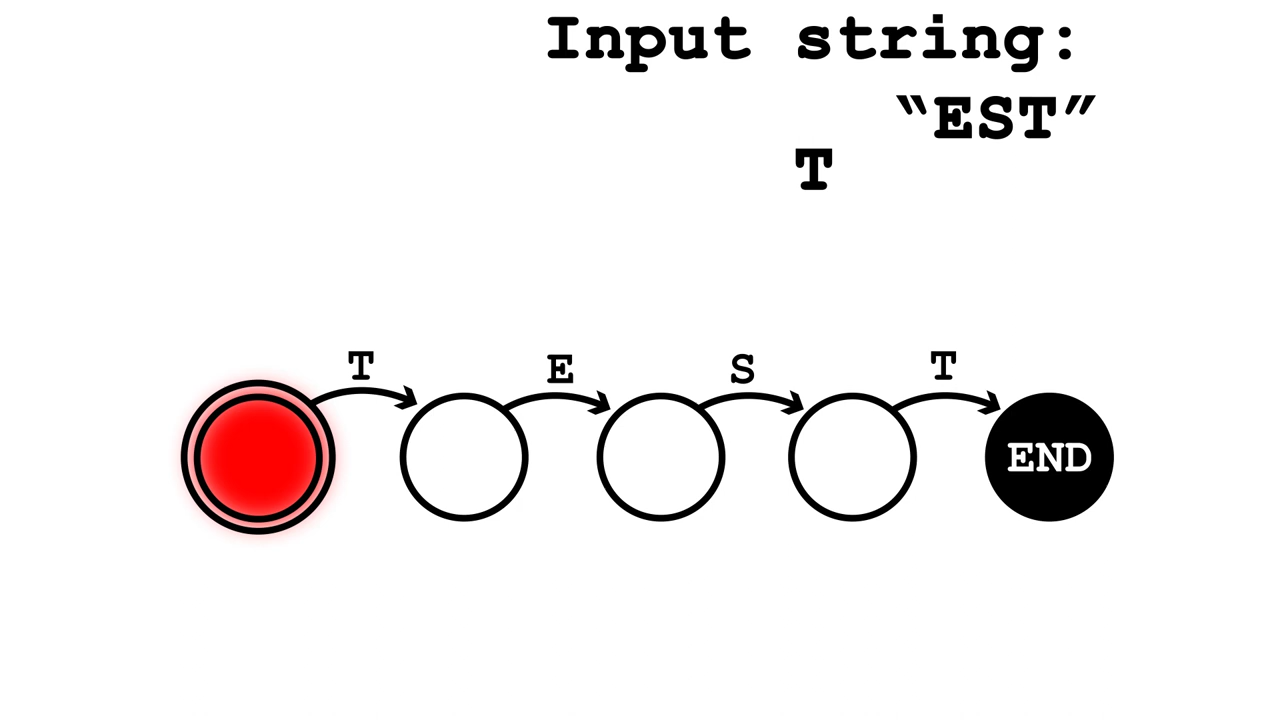 Input string:
“EST”
T
T E S T
END